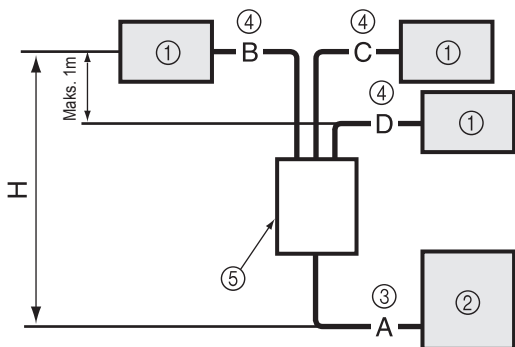 ④ ④
① B C ①
Maks. 1m
④
D ①
H
⑤
③
A ②